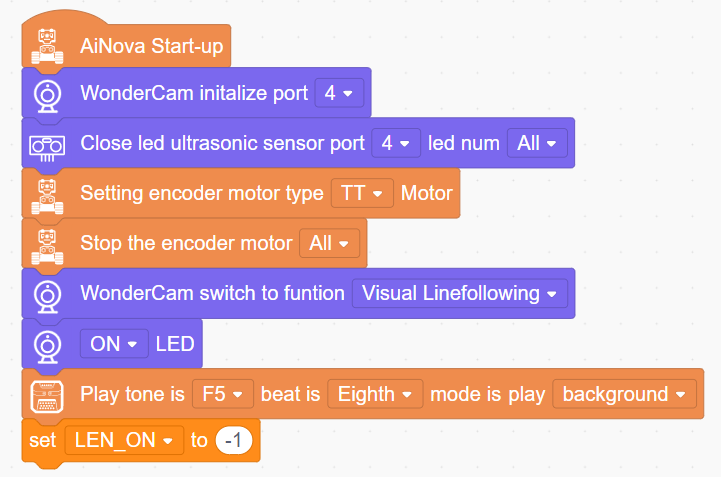 AiNova Start-up
WonderCam initalize port 4
Close led ultrasonic sensor port 4 led num All
Setting encoder motor type TT Motor
Stop the encoder motor All
WonderCam switch to funtion Visual Linefollowing
ON LED
Play tone is F5 beat is Eighth mode is play background
set LEN_ON to -1